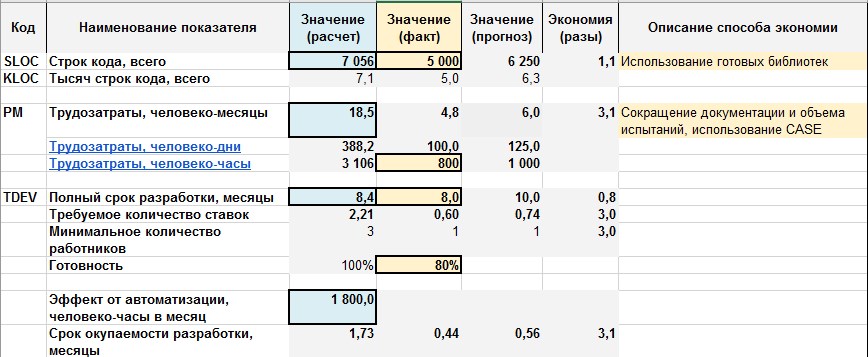 Код Наименование показателя Значение (расчет) Значение (факт) Значение (прогноз) Экономия (разы) Описание способа экономии
SLOC Строк кода, всего 7 056 5 000 6 250 1,1 Использование готовых библиотек
KLOC Тысяч строк кода, всего 7,1 5,0 6,3
PM Трудозатраты, человеко-месяцы 18,5 4,8 6,0 3,1 Сокращение документации и объема
испытаний, использование CASE
Трудозатраты, человеко-дни 388,2 100,0 125,0
Трудозатраты, человеко-часы 3 106 800 1 000
TDEV Полный срок разработки, месяцы 8,4 8,0 10,0 0,8
Требуемое количество ставок 2,21 0,60 0,74 3,0
Минимальное количество 3 1 1 3,0
работников
Готовность 100% 80%
Эффект от автоматизации, 1 800,0
человеко-часы в месяц
Срок окупаемости разработки, 1,73 0,44 0,56 3,1
месяцы